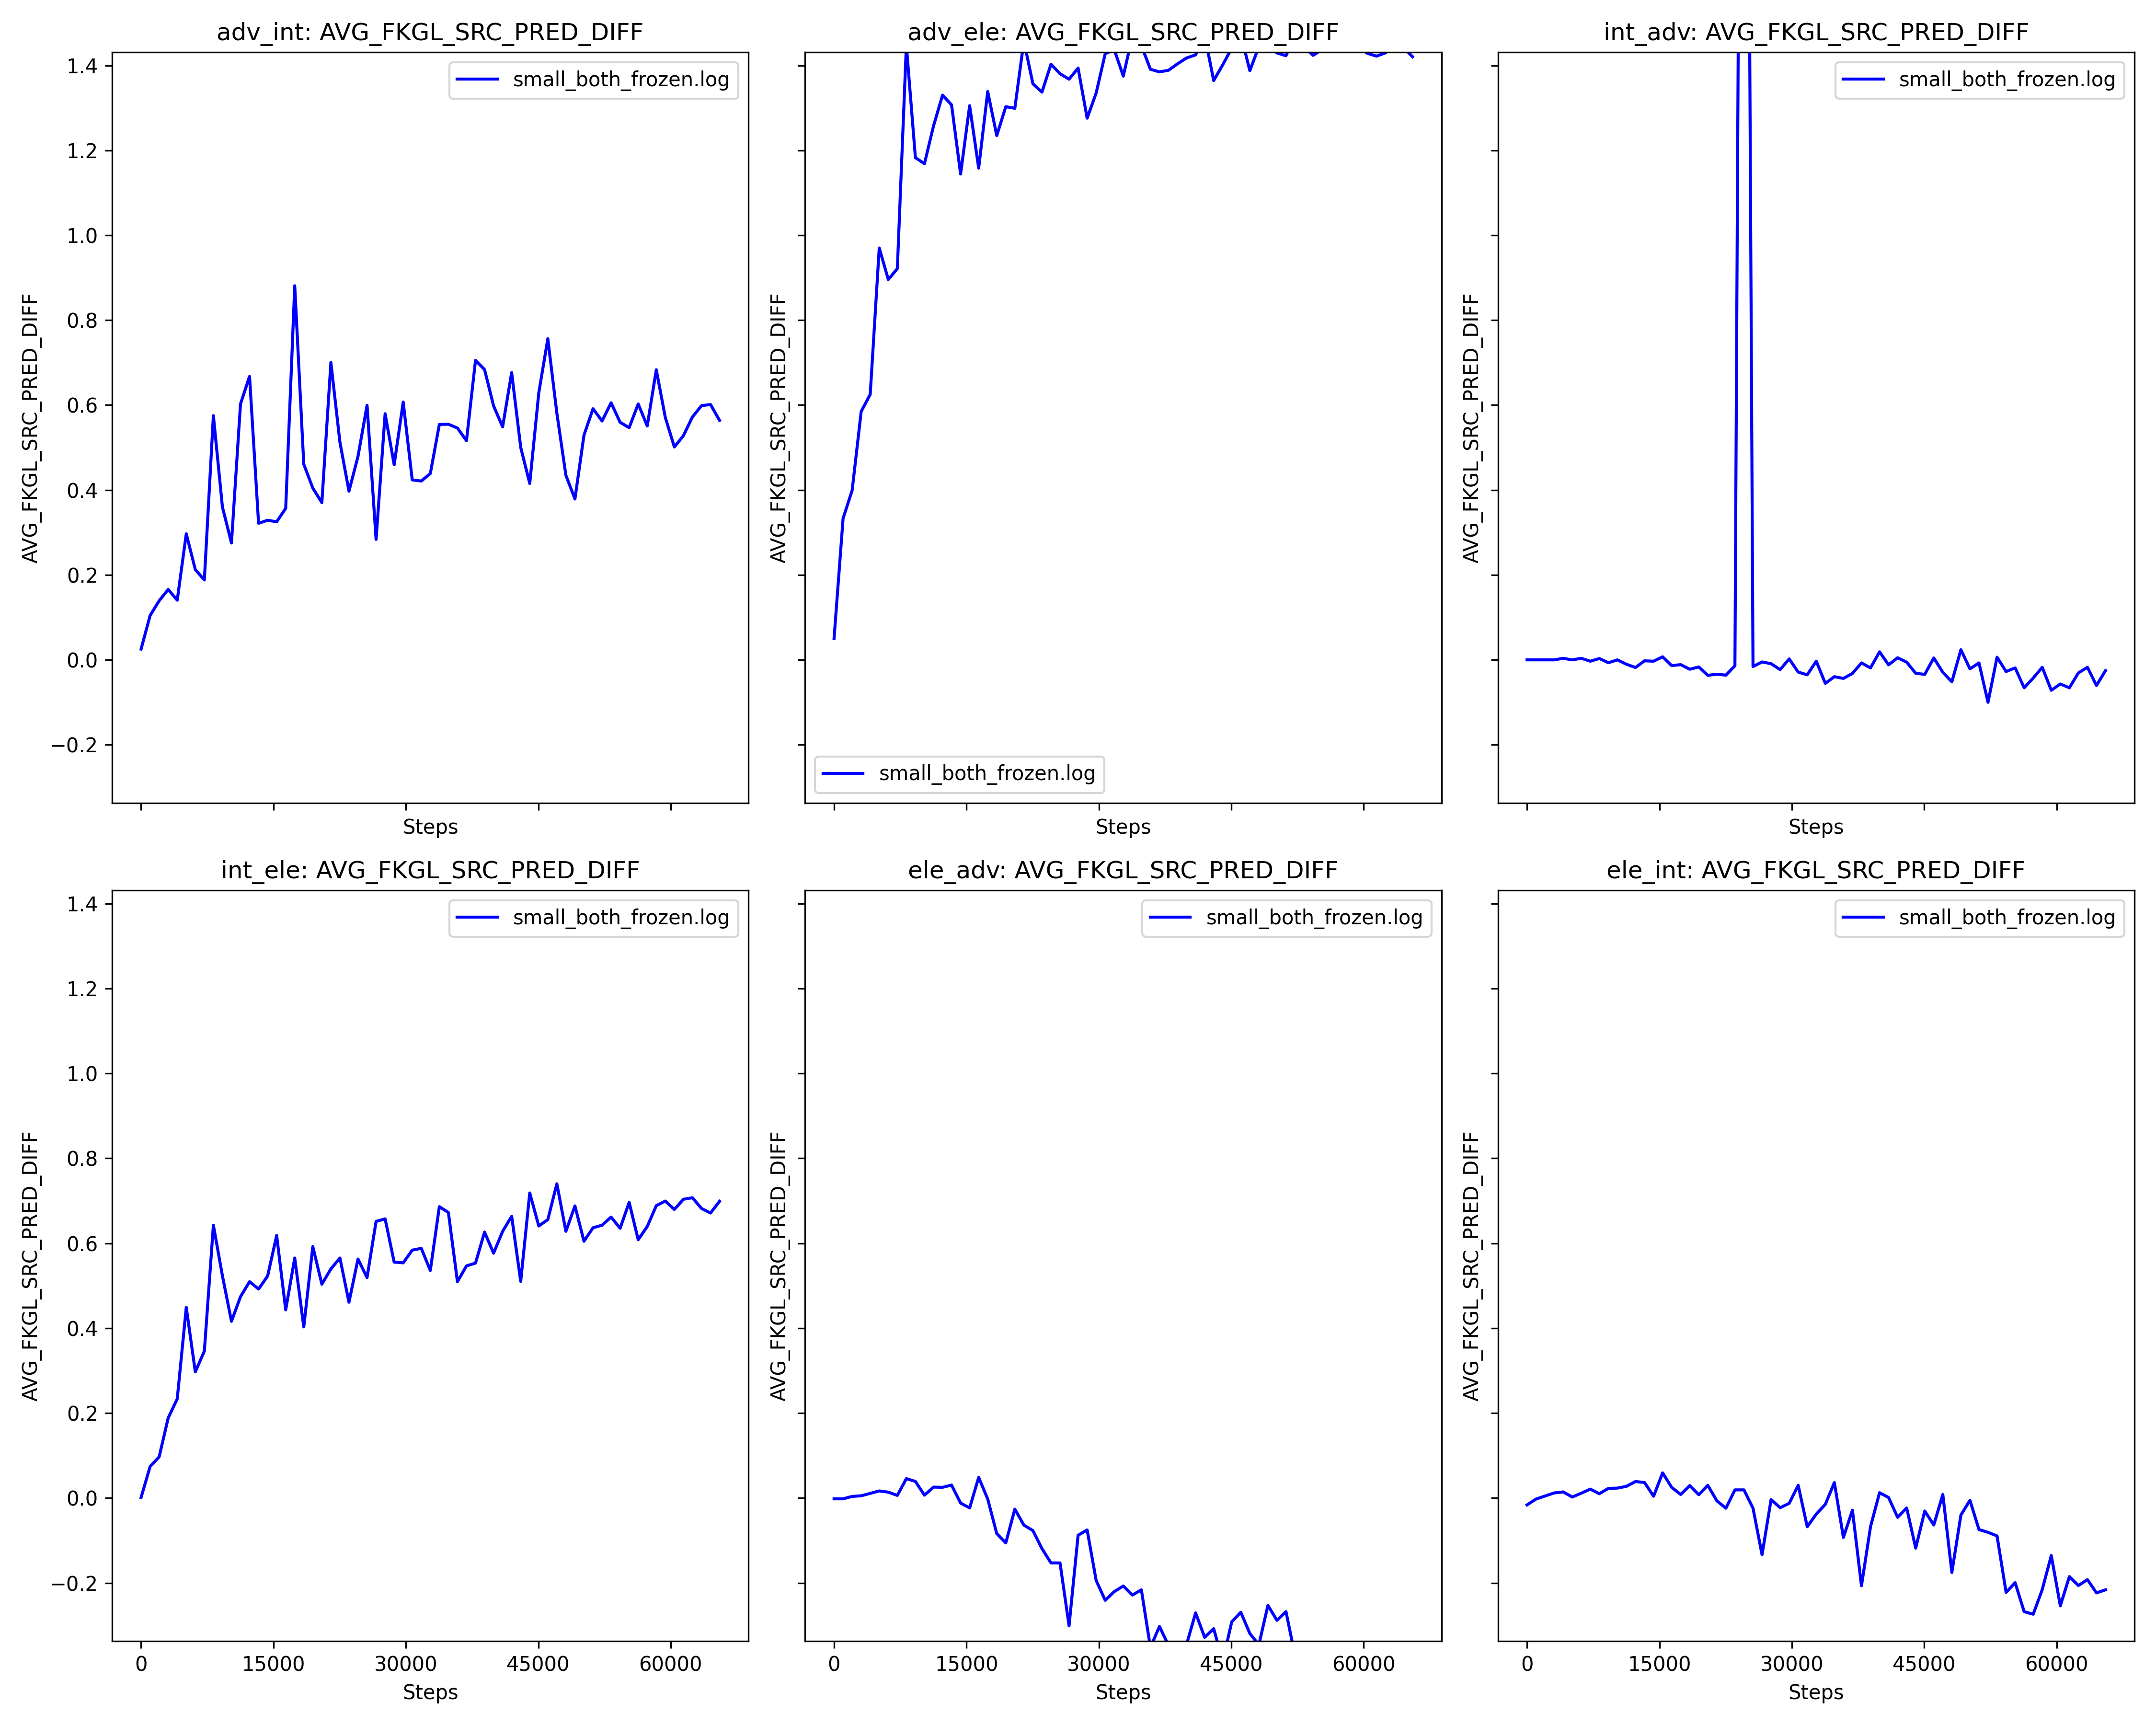 adv_int: AVG_FKGL_SRC_PRED_DIFF
adv_ele: AVG_FKGL_SRC_PRED_DIFF
int_adv: AVG_FKGL_SRC_PRED_DIFF
1.4
1.2
1.0
0.8
0.6
0.4
0.2
0.0
−0.2
AVG_FKGL_SRC_PRED_DIFF
small_both_frozen.log
Steps
AVG_FKGL_SRC_PRED_DIFF
small_both_frozen.log
Steps
AVG_FKGL_SRC_PRED_DIFF
small_both_frozen.log
Steps
int_ele: AVG_FKGL_SRC_PRED_DIFF
ele_adv: AVG_FKGL_SRC_PRED_DIFF
ele_int: AVG_FKGL_SRC_PRED_DIFF
1.4
1.2
1.0
0.8
0.6
0.4
0.2
0.0
−0.2
AVG_FKGL_SRC_PRED_DIFF
small_both_frozen.log
0 15000 30000 45000 60000
Steps
AVG_FKGL_SRC_PRED_DIFF
small_both_frozen.log
0 15000 30000 45000 60000
Steps
AVG_FKGL_SRC_PRED_DIFF
small_both_frozen.log
0 15000 30000 45000 60000
Steps